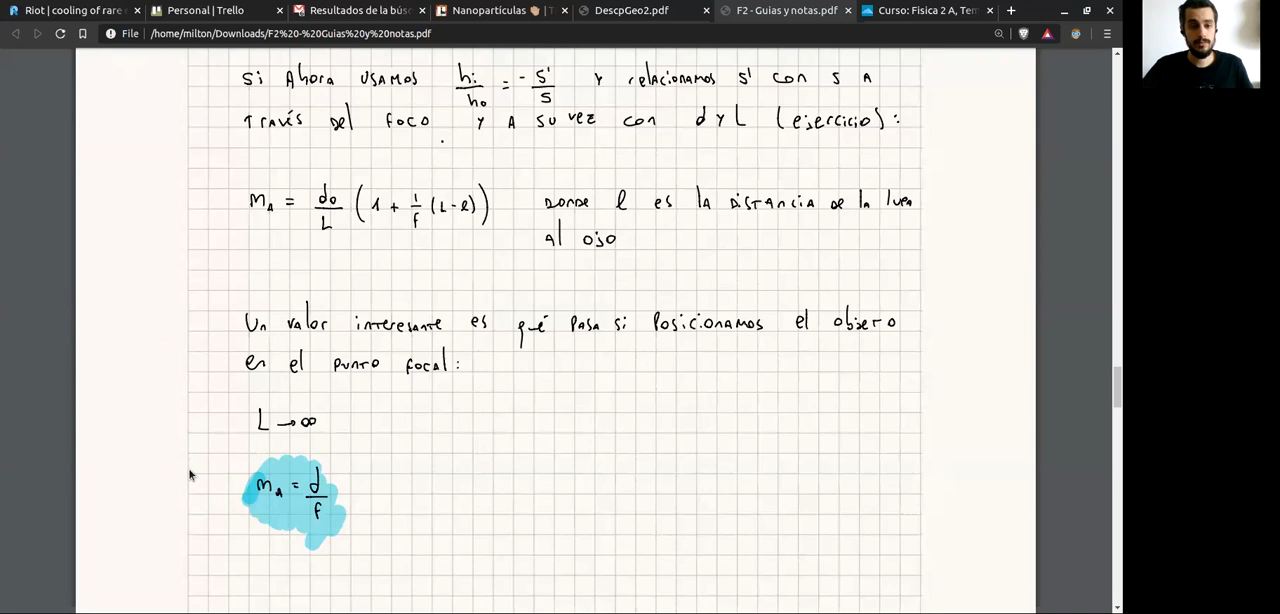 Riot | cooling of rare e
Personal | Trello
Resultados de la bús
Nanopartículas 👏🏼 | T
DescpGeo2.pdf
F2 - Guias y notas.pdf
Curso: Fisica 2 A, Tem
File | /home/milton/Downloads/F2%20-%20Guias%20y%20notas.pdf
Si Ahora usamos hi/ho = - s'/s y relacionamos s' con s A
Través del foco y A su vez con d y L (ejercicio):
MA = do/L (1 + 1/f (L-l)) Donde l es la distancia de la lupa
Al ojo
Un valor interesante es qué pasa si posicionamos el objeto
en el punto focal:
L → ∞
MA = d/f